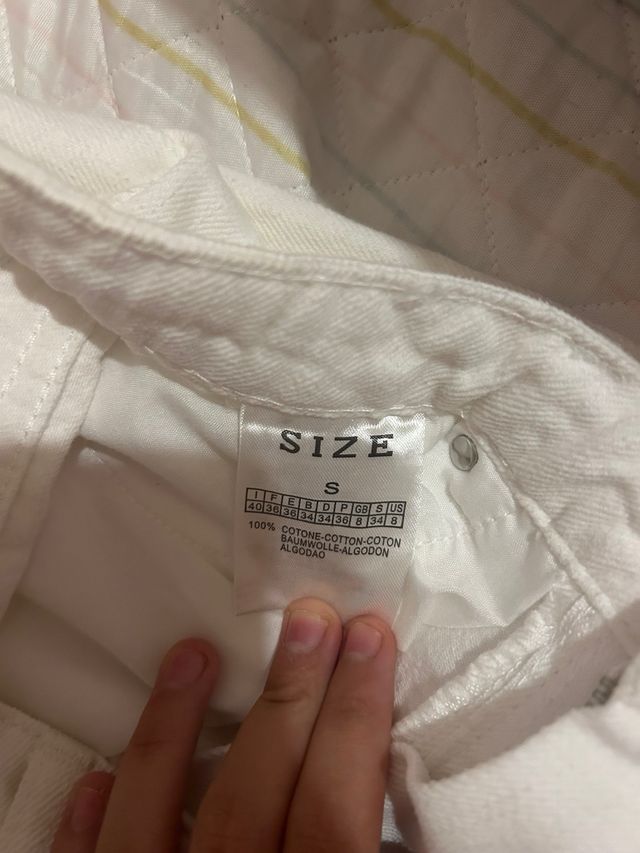 SIZE
S
I F E B D P GB S US
40 36 36 34 34 36 8 34 8
100% COTONE-COTTON-COTON
BAUMWOLLE-ALGODON
ALGODAO